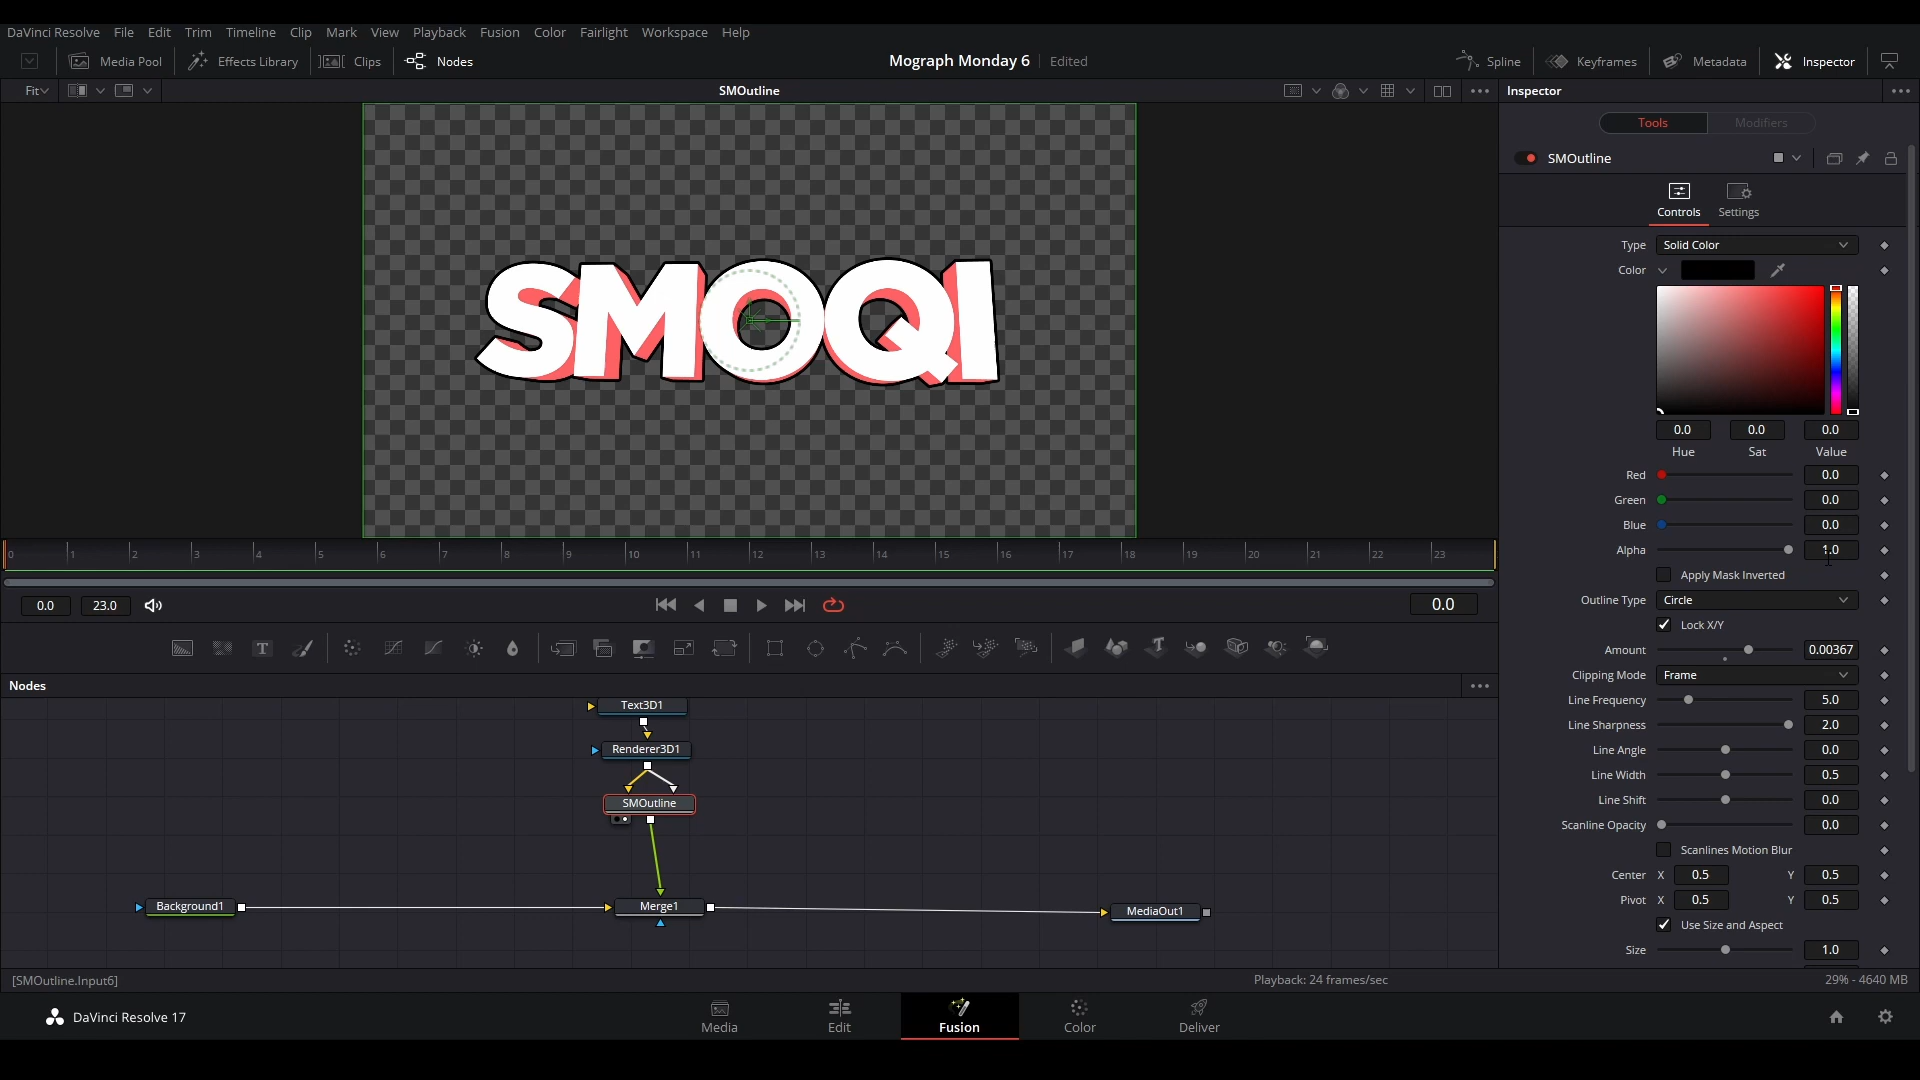 DaVinci Resolve File Edit Trim Timeline Clip Mark View Playback Fusion Color Fairlight Workspace Help
Media Pool Effects Library Clips Nodes Mograph Monday 6 Edited Spline Keyframes Metadata Inspector
Fit SMOutline Inspector
Tools Modifiers
SMOutline
Controls Settings
Type Solid Color
Color
SMOQI
0.0 0.0 0.0
Hue Sat Value
Red 0.0
Green 0.0
Blue 0.0
0 1 2 3 4 5 6 7 8 9 10 11 12 13 14 15 16 17 18 19 20 21 22 23
Alpha 1.0
Apply Mask Inverted
Outline Type Circle
0.0 23.0 0.0
Lock X/Y
Amount 0.00367
Clipping Mode Frame
Nodes
Line Frequency 5.0
Text3D1
Line Sharpness 2.0
Renderer3D1
Line Angle 0.0
Line Width 0.5
SMOutline
Line Shift 0.0
Scanline Opacity 0.0
Scanlines Motion Blur
Center X 0.5 Y 0.5
Pivot X 0.5 Y 0.5
Background1 Merge1 MediaOut1
Use Size and Aspect
Size 1.0
[SMOutline.Input6] Playback: 24 frames/sec 29% - 4640 MB
DaVinci Resolve 17
Media Edit Fusion Color Deliver